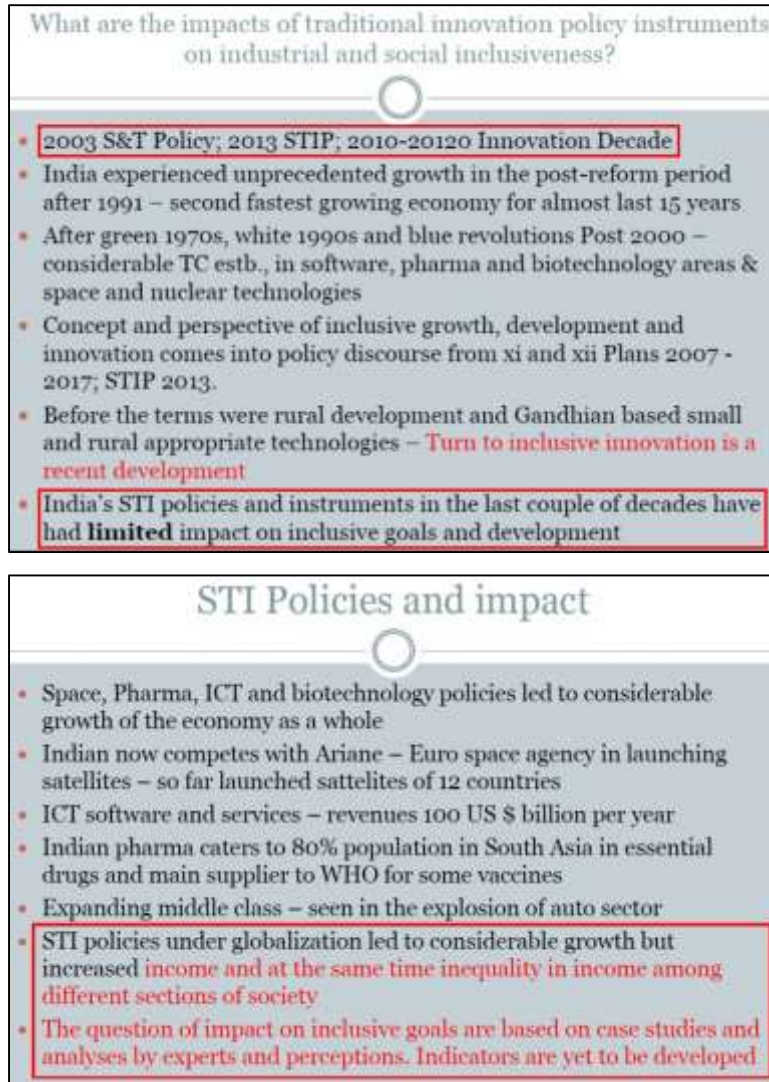 What are the impacts of traditional innovation policy instruments
on industrial and social inclusiveness?
• 2003 S&T Policy; 2013 STIP; 2010-20120 Innovation Decade
• India experienced unprecedented growth in the post-reform period
after 1991 – second fastest growing economy for almost last 15 years
• After green 1970s, white 1990s and blue revolutions Post 2000 –
considerable TC estb., in software, pharma and biotechnology areas &
space and nuclear technologies
• Concept and perspective of inclusive growth, development and
innovation comes into policy discourse from xi and xii Plans 2007 -
2017; STIP 2013.
• Before the terms were rural development and Gandhian based small
and rural appropriate technologies – Turn to inclusive innovation is a
recent development
• India's STI policies and instruments in the last couple of decades have
had limited impact on inclusive goals and development
STI Policies and impact
• Space, Pharma, ICT and biotechnology policies led to considerable
growth of the economy as a whole
• Indian now competes with Ariane – Euro space agency in launching
satellites – so far launched sattelites of 12 countries
• ICT software and services – revenues 100 US $ billion per year
• Indian pharma caters to 80% population in South Asia in essential
drugs and main supplier to WHO for some vaccines
• Expanding middle class – seen in the explosion of auto sector
• STI policies under globalization led to considerable growth but
increased income and at the same time inequality in income among
different sections of society
• The question of impact on inclusive goals are based on case studies and
analyses by experts and perceptions. Indicators are yet to be developed